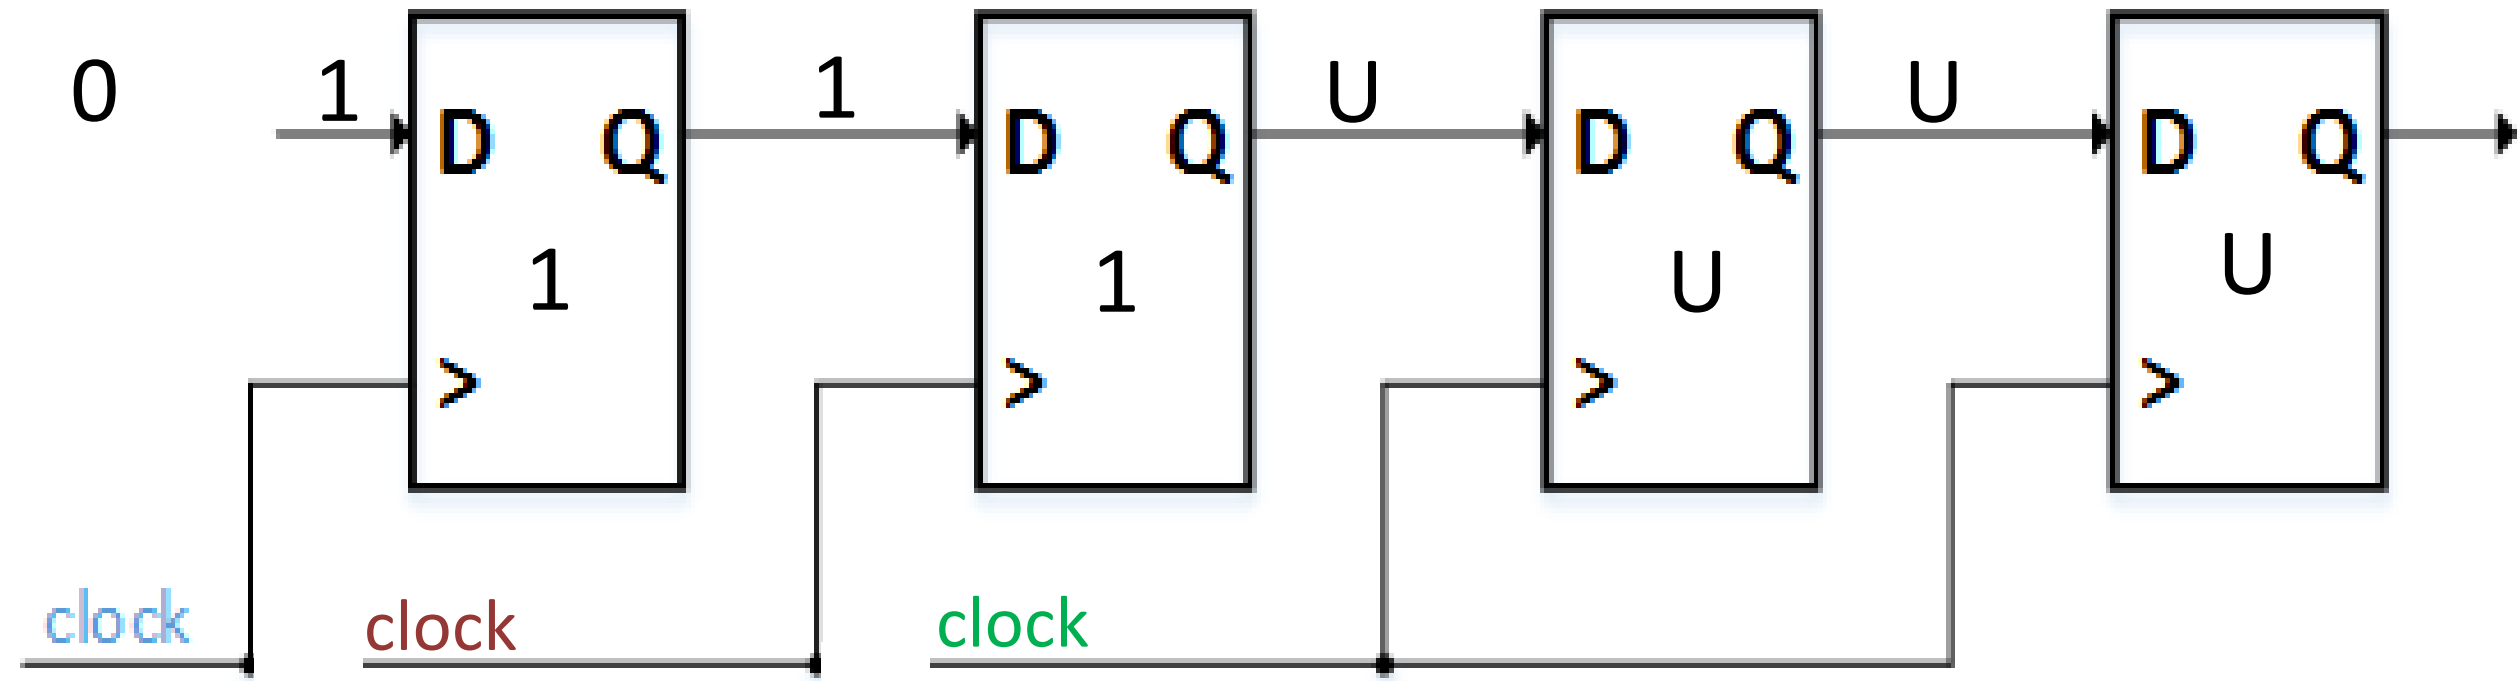 0 1 1 U U
D Q D Q D Q D Q
1 1 U U
> > > >
clock clock clock